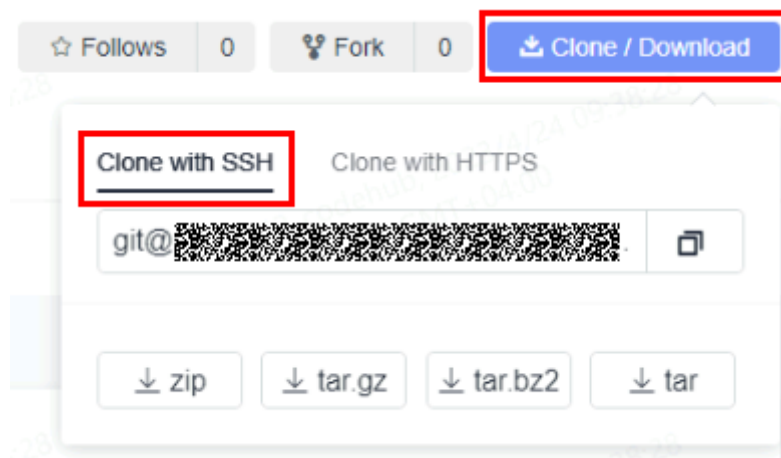 Follows 0 Fork 0 Clone / Download
Clone with SSH Clone with HTTPS
git@
zip tar.gz tar.bz2 tar